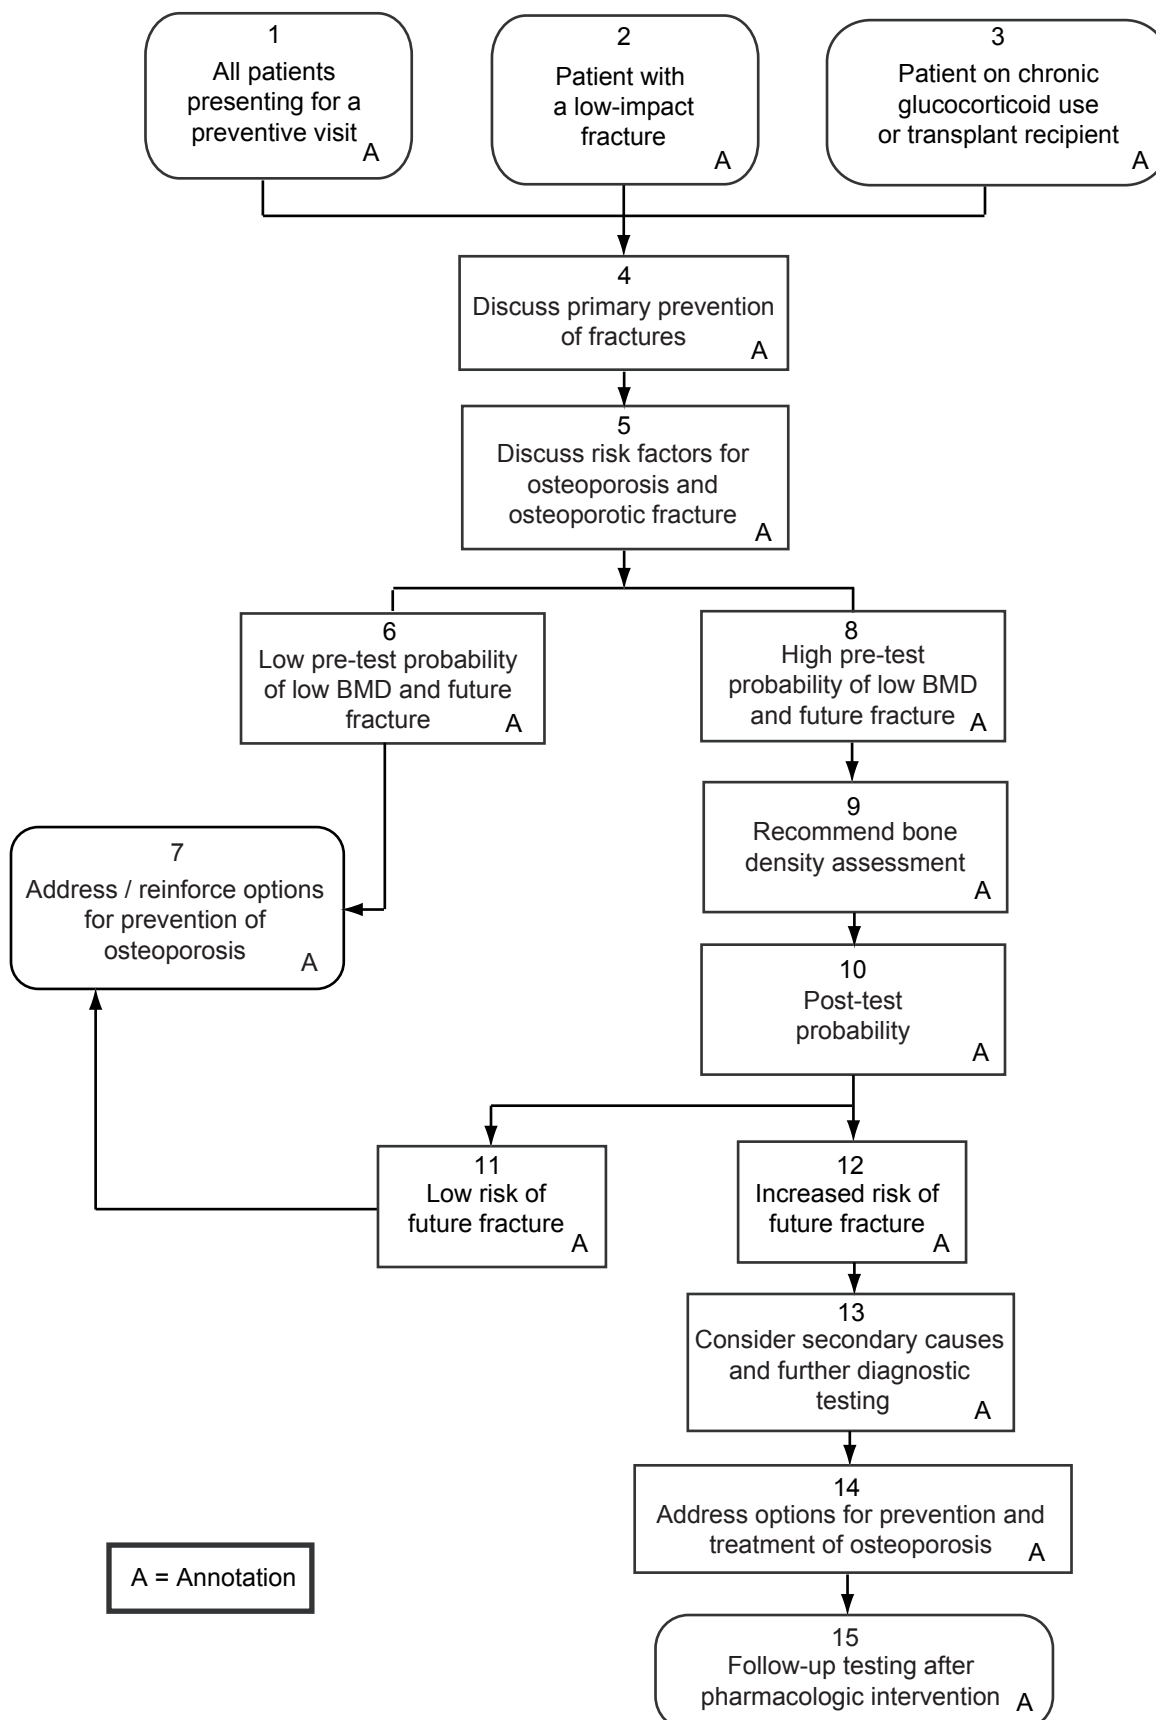 1
All patients
presenting for a
preventive visit
A
2
Patient with
a low-impact
fracture
A
3
Patient on chronic
glucocorticoid use
or transplant recipient
A
4
Discuss primary prevention
of fractures
A
5
Discuss risk factors for
osteoporosis and
osteoporotic fracture
A
6
Low pre-test probability
of low BMD and future
fracture
A
8
High pre-test
probability of low BMD
and future fracture
A
7
Address / reinforce options
for prevention of
osteoporosis
A
9
Recommend bone
density assessment
A
10
Post-test
probability
A
11
Low risk of
future fracture
A
12
Increased risk of
future fracture
A
13
Consider secondary causes
and further diagnostic
testing
A
14
Address options for prevention and
treatment of osteoporosis
A
A = Annotation
15
Follow-up testing after
pharmacologic intervention
A